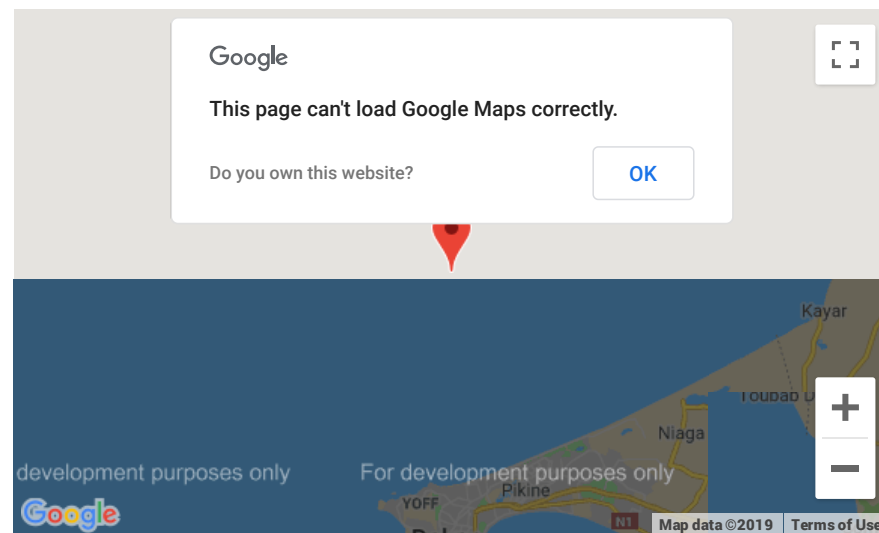 Google
This page can't load Google Maps correctly.
Do you own this website?
OK
Kayar
Niaga
development purposes only
For development purposes only
Pikine
YOFF
Google
N1
Map data ©2019
Terms of Use